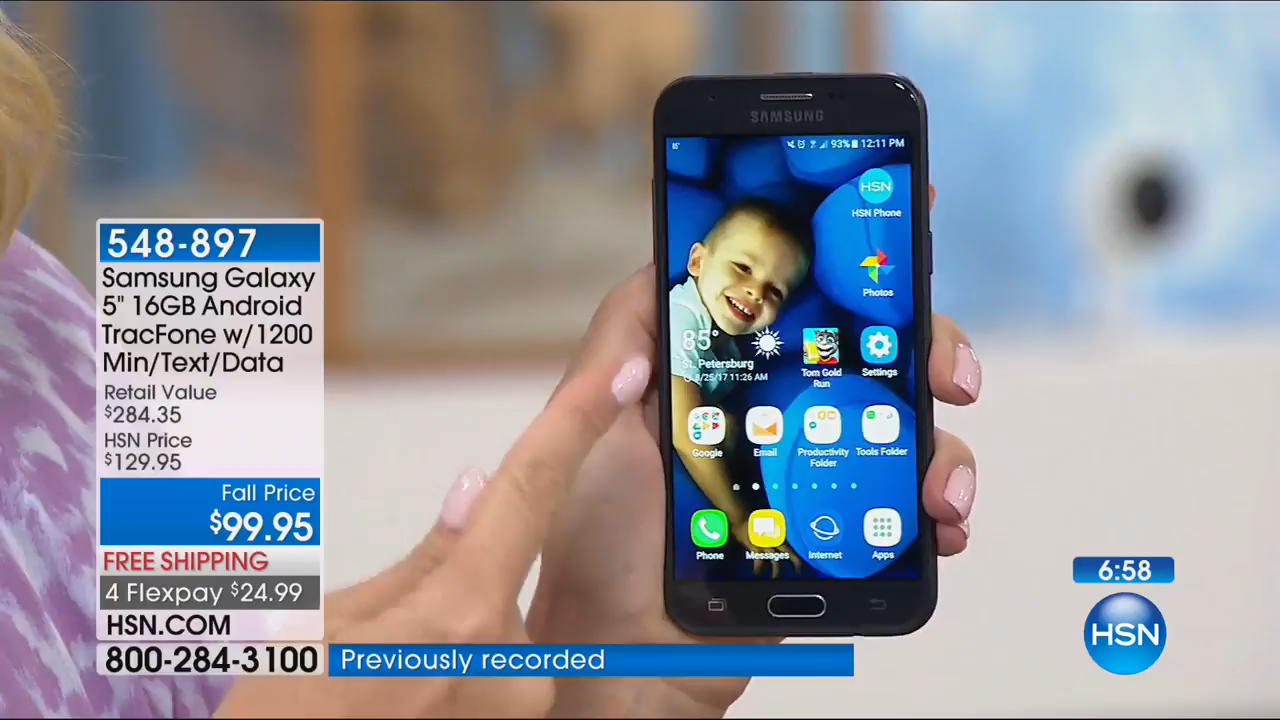 548-897
Samsung Galaxy
5" 16GB Android
TracFone w/1200
Min/Text/Data
Retail Value
$284.35
HSN Price
$129.95
Fall Price
$99.95
FREE SHIPPING
4 Flexpay $24.99
HSN.COM
800-284-3100
Previously recorded
SAMSUNG
85°
93% 12:11 PM
HSN
HSN Phone
Photos
85°
St. Petersburg
8/25/17 11:26 AM
Tom Gold
Run
Settings
Google
Email
Productivity
Folder
Tools Folder
Phone
Messages
Internet
Apps
6:58
HSN